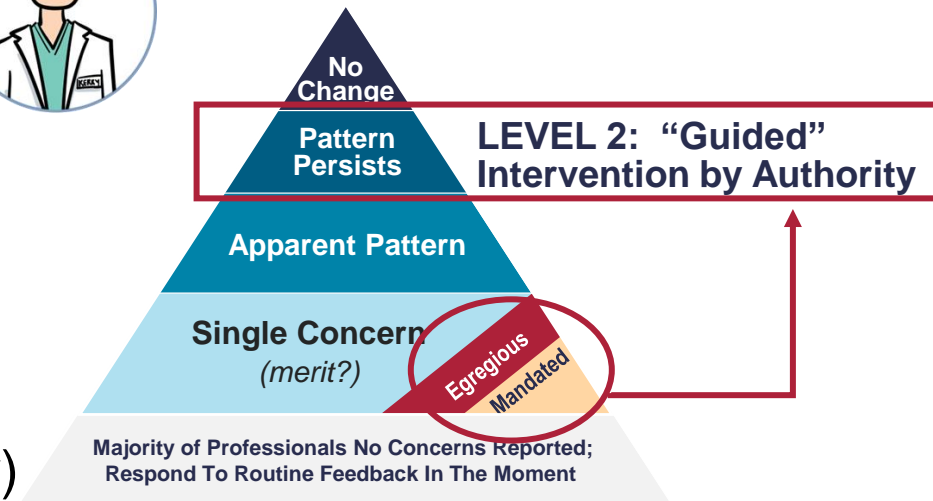 KERRY
No
Change
Pattern
Persists
LEVEL 2: “Guided”
Intervention by Authority
Apparent Pattern
Single Concern
(merit?)
Egregious
Mandated
Majority of Professionals No Concerns Reported;
Respond To Routine Feedback In The Moment
)